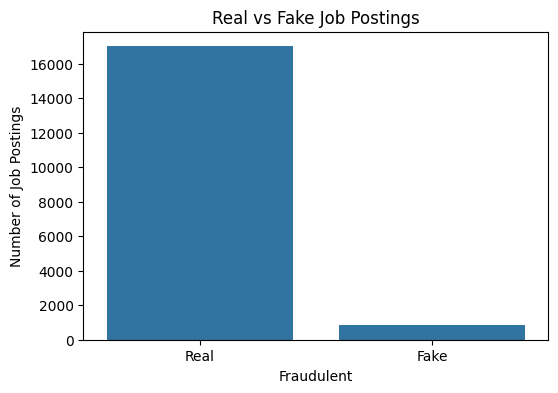 Real vs Fake Job Postings
Number of Job Postings
16000
14000
12000
10000
8000
6000
4000
2000
0
Real
Fake
Fraudulent